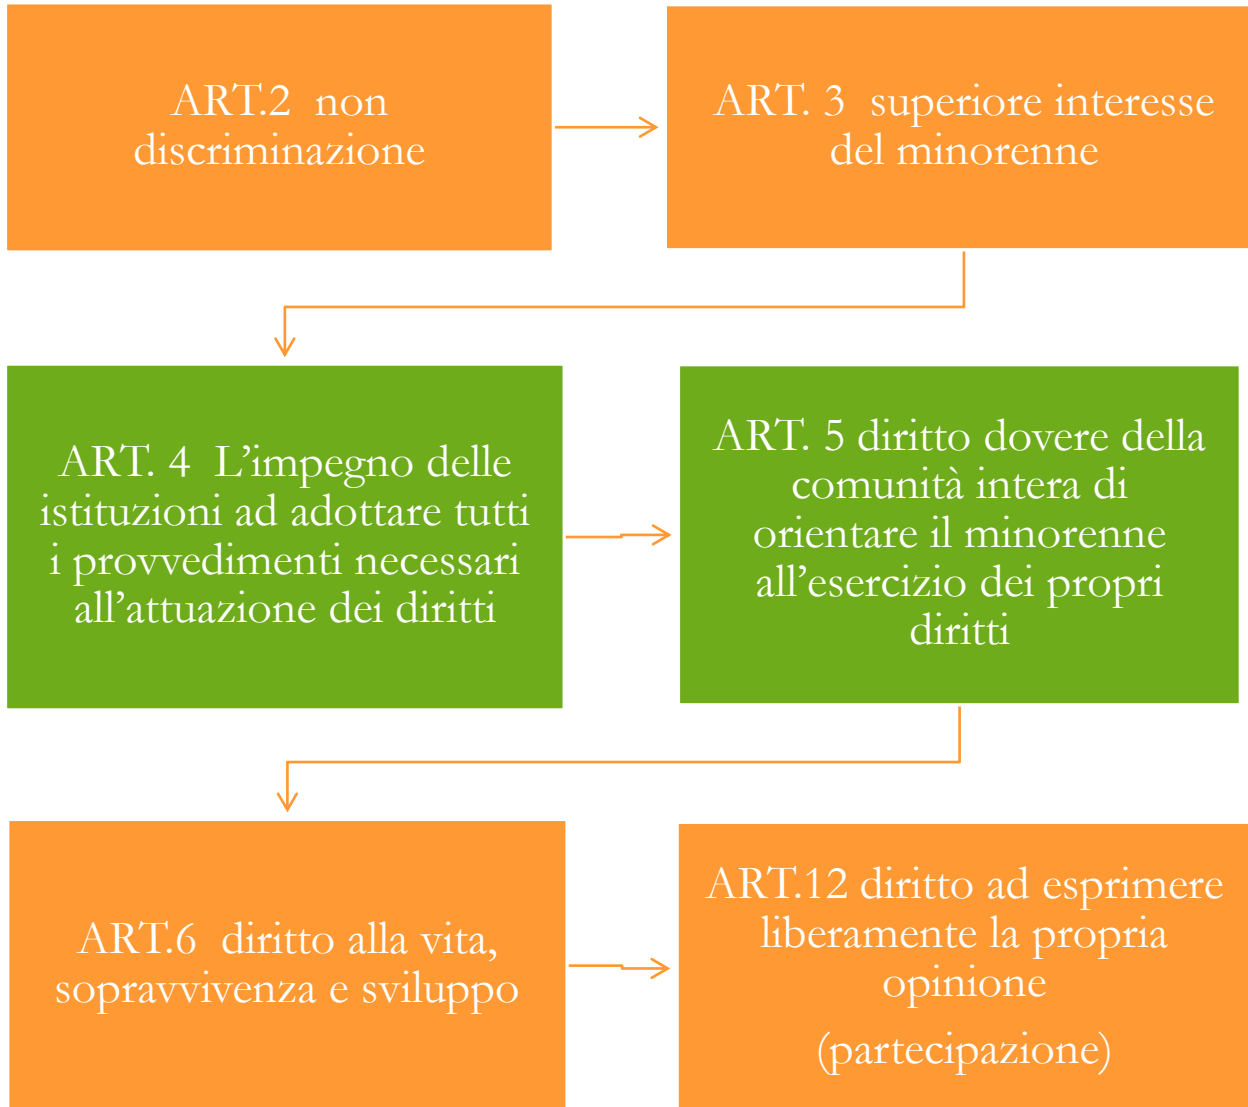 ART.2 non
discriminazione
ART. 3 superiore interesse
del minorenne
ART. 4 L’impegno delle
istituzioni ad adottare tutti
i provvedimenti necessari
all’attuazione dei diritti
ART. 5 diritto dovere della
comunità intera di
orientare il minorenne
all’esercizio dei propri
diritti
ART.6 diritto alla vita,
sopravvivenza e sviluppo
ART.12 diritto ad esprimere
liberamente la propria
opinione
(partecipazione)